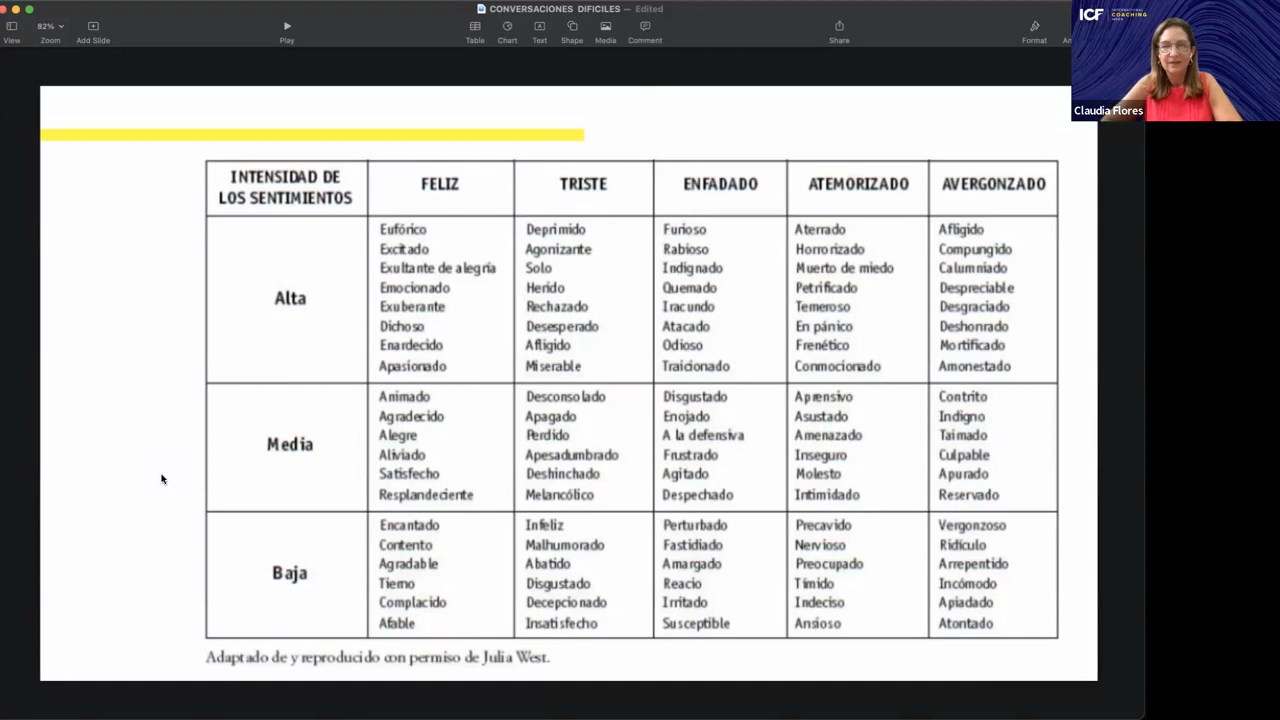 CONVERSACIONES DIFICILES — Edited
View
82%
Zoom
Add Slide
Play
Table
Chart
Text
Shape
Media
Comment
Share
Format
ICF INTERNATIONAL COACHING WEEK
Claudia Flores
INTENSIDAD DE LOS SENTIMIENTOS
FELIZ
TRISTE
ENFADADO
ATEMORIZADO
AVERGONZADO
Alta
Eufórico
Excitado
Exultante de alegría
Emocionado
Exuberante
Dichoso
Enardecido
Apasionado
Deprimido
Agonizante
Solo
Herido
Rechazado
Desesperado
Afligido
Miserable
Furioso
Rabioso
Indignado
Quemado
Iracundo
Atacado
Odioso
Traicionado
Aterrado
Horrorizado
Muerto de miedo
Petrificado
Temeroso
En pánico
Frenético
Conmocionado
Afligido
Compungido
Calumniado
Despreciable
Desgraciado
Deshonrado
Mortificado
Amonestado
Media
Animado
Agradecido
Alegre
Aliviado
Satisfecho
Resplandeciente
Desconsolado
Apagado
Perdido
Apesadumbrado
Deshinchado
Melancólico
Disgustado
Enojado
A la defensiva
Frustrado
Agitado
Despechado
Aprensivo
Asustado
Amenazado
Inseguro
Molesto
Intimidado
Contrito
Indigno
Taimado
Culpable
Apurado
Reservado
Baja
Encantado
Contento
Agradable
Tierno
Complacido
Afable
Infeliz
Malhumorado
Abatido
Disgustado
Decepcionado
Insatisfecho
Perturbado
Fastidiado
Amargado
Reacio
Irritado
Susceptible
Precavido
Nervioso
Preocupado
Tímido
Indeciso
Ansioso
Vergonzoso
Ridículo
Arrepentido
Incómodo
Apiadado
Atontado
Adaptado de y reproducido con permiso de Julia West.